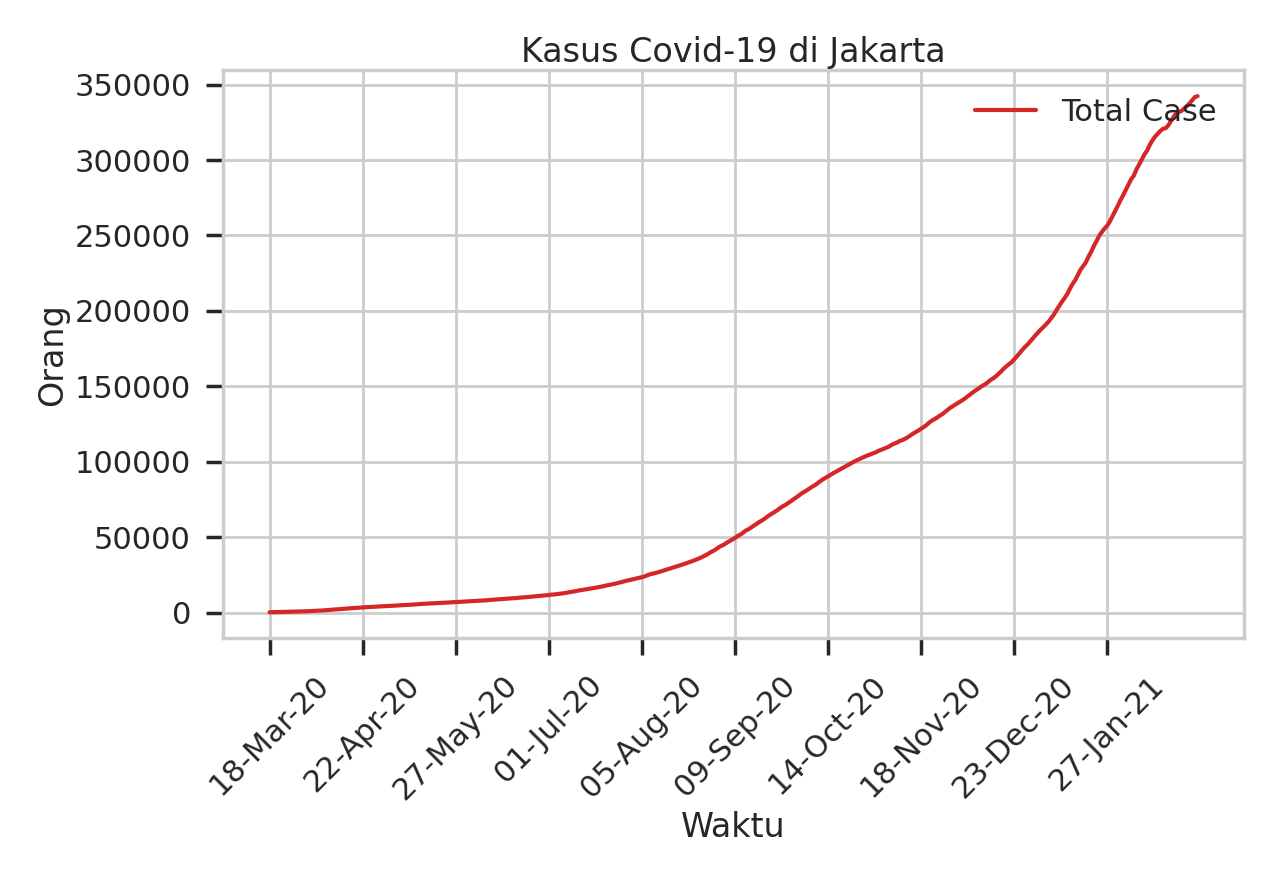 Kasus Covid-19 di Jakarta
Total Case
350000
300000
250000
200000
150000
100000
50000
0
Orang
18-Mar-20
22-Apr-20
27-May-20
01-Jul-20
05-Aug-20
09-Sep-20
14-Oct-20
18-Nov-20
23-Dec-20
27-Jan-21
Waktu